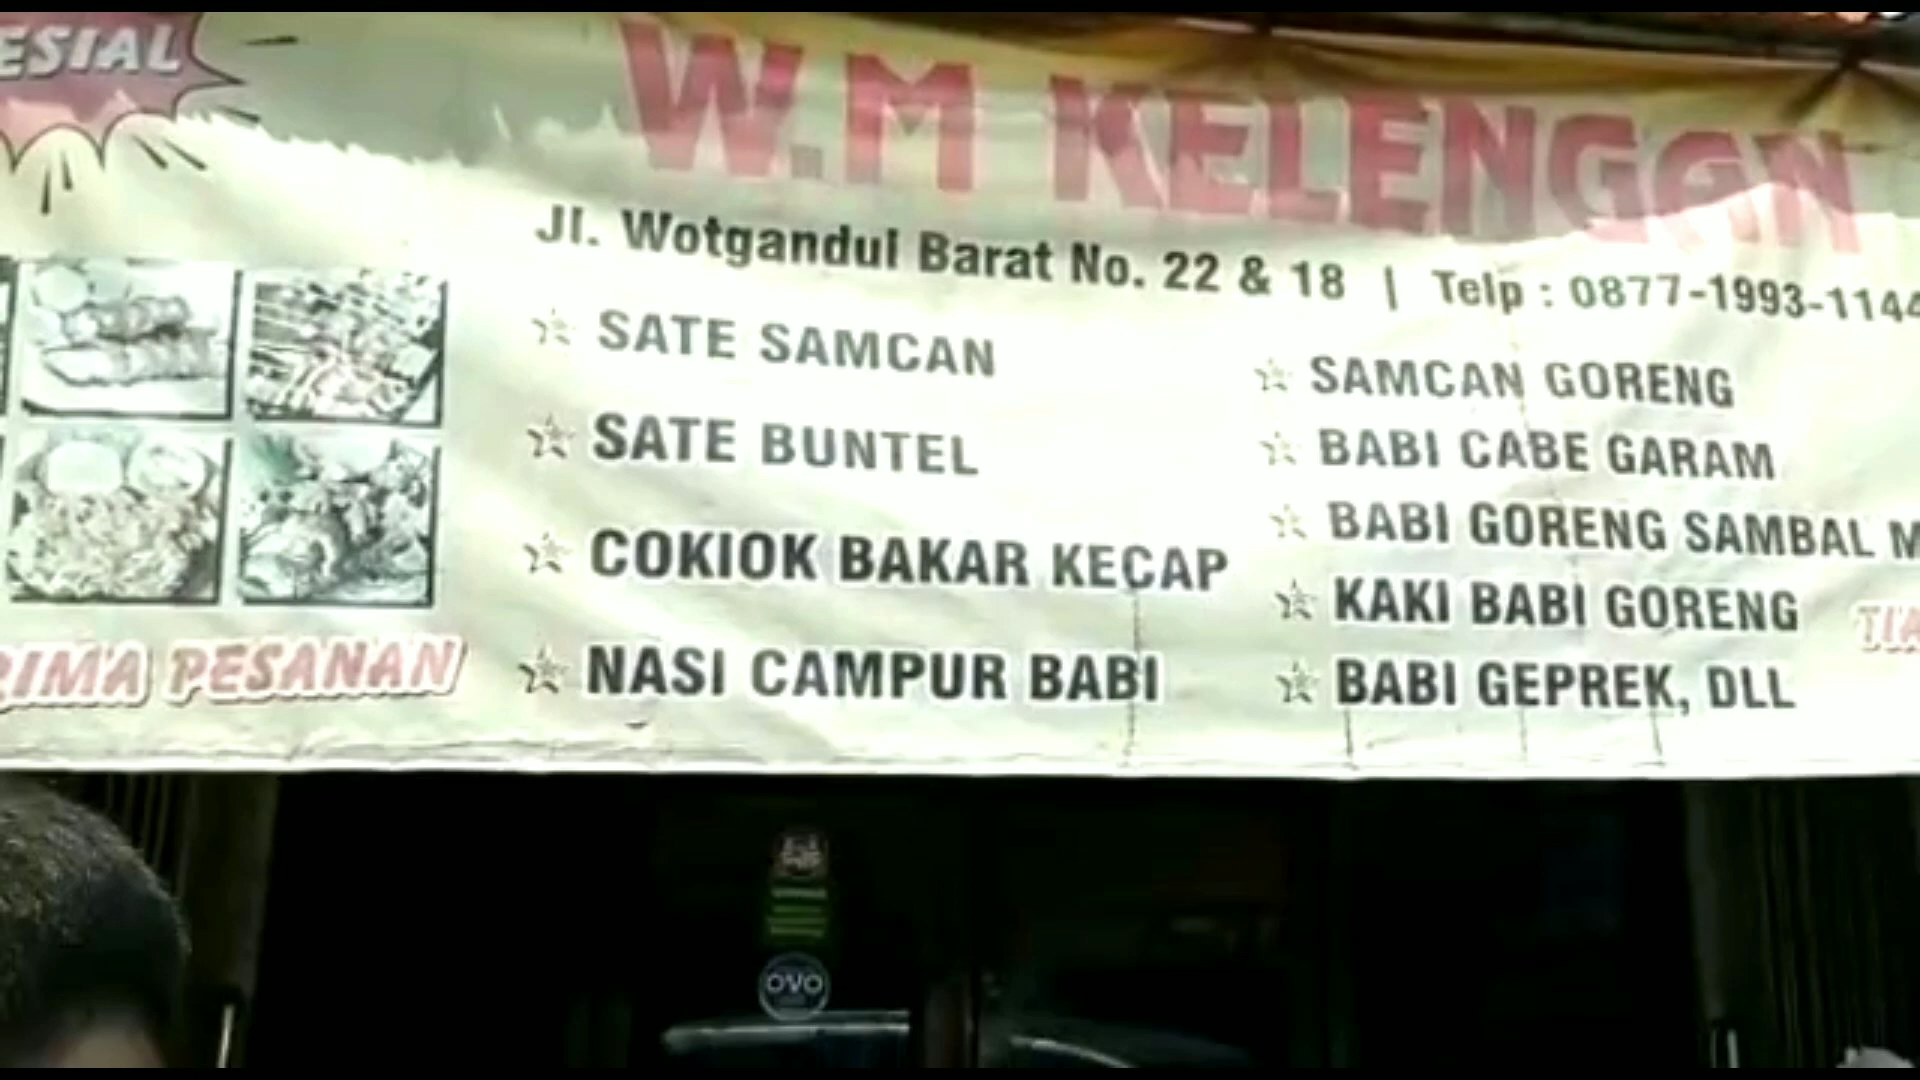 ESIAL
W.M KELENGAN
Jl. Wotgandul Barat No. 22 & 18 | Telp : 0877-1993-1144
SATE SAMCAN
SATE BUNTEL
COKIOK BAKAR KECAP
NASI CAMPUR BABI
SAMCAN GORENG
BABI CABE GARAM
BABI GORENG SAMBAL M
KAKI BABI GORENG
BABI GEPREK, DLL
RIMA PESANAN
TIA
OVO